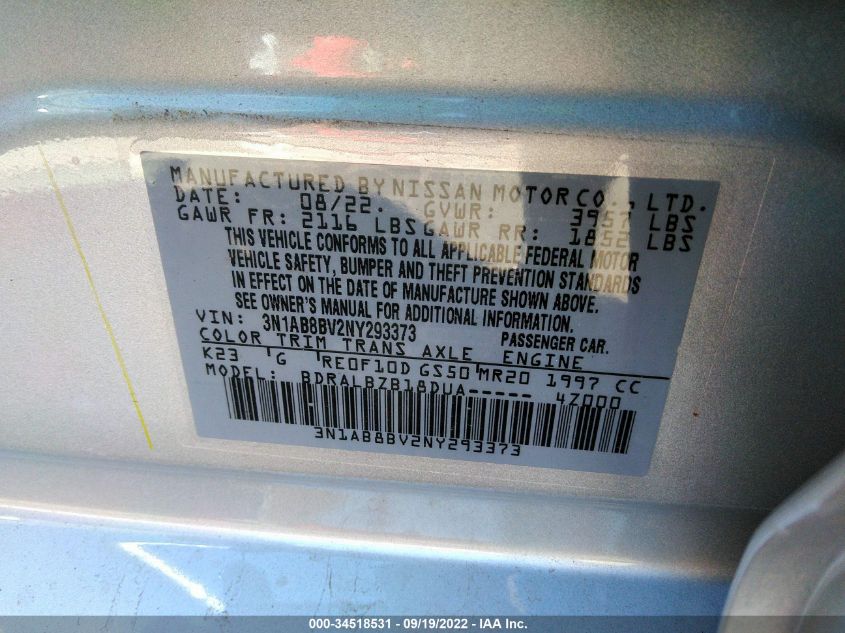 MANUFACTURED BY NISSAN MOTOR CO., LTD.
DATE: 08/22. GVWR: 3957 LBS
GAWR FR: 2116 LBS GAWR RR: 1852 LBS
THIS VEHICLE CONFORMS TO ALL APPLICABLE FEDERAL MOTOR
VEHICLE SAFETY, BUMPER AND THEFT PREVENTION STANDARDS
IN EFFECT ON THE DATE OF MANUFACTURE SHOWN ABOVE.
SEE OWNER'S MANUAL FOR ADDITIONAL INFORMATION.
VIN: 3N1AB8BV2NY293373 PASSENGER CAR.
COLOR TRIM TRANS AXLE ENGINE
K23 'G 'RE0F10D GS50'MR20 1997 CC
MODEL: BDRALBZB18DUA----- 4Z000
3N1AB8BV2NY293373
000-34518531 - 09/19/2022 - IAA Inc.